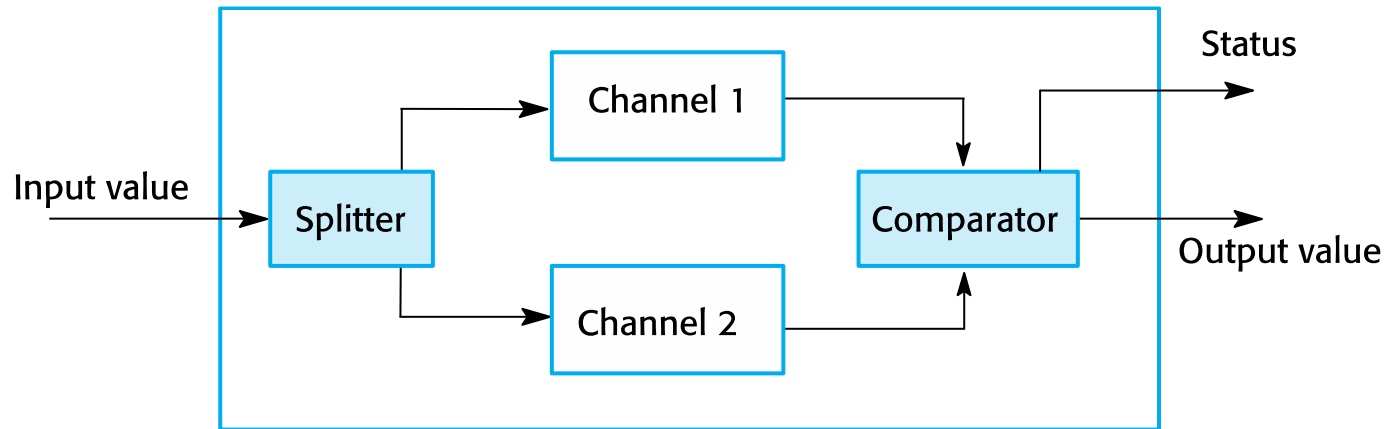 Status
Channel 1
Input value
Splitter
Comparator
Output value
Channel 2